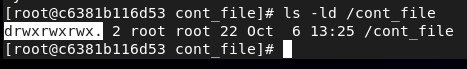 [root@c6381b116d53 cont_file]# ls -ld /cont_file
drwxrwxrwx. 2 root root 22 Oct  6 13:25 /cont_file
[root@c6381b116d53 cont_file]#